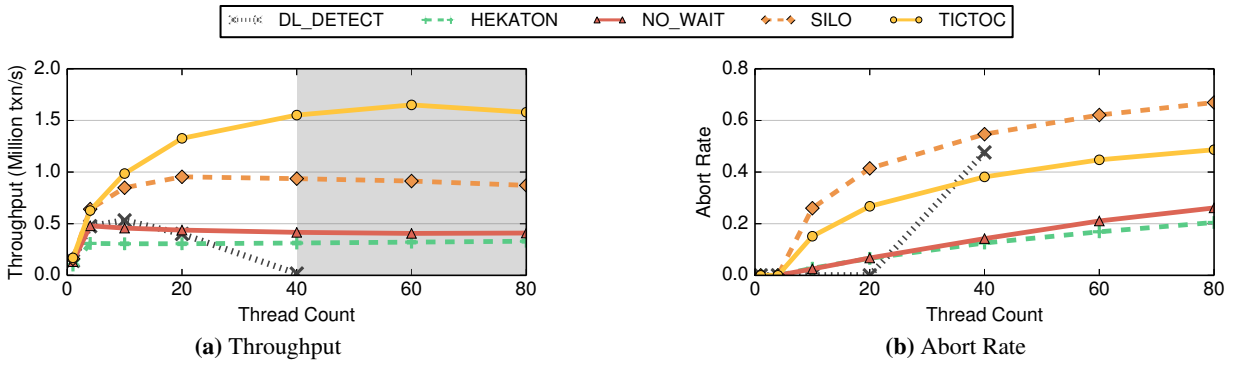 DL_DETECT HEKATON NO_WAIT SILO TICTOC
Throughput (Million txn/s)
2.0
1.5
1.0
0.5
0.0
0 20 40 60 80
Thread Count
(a) Throughput
Abort Rate
0.8
0.6
0.4
0.2
0.0
0 20 40 60 80
Thread Count
(b) Abort Rate